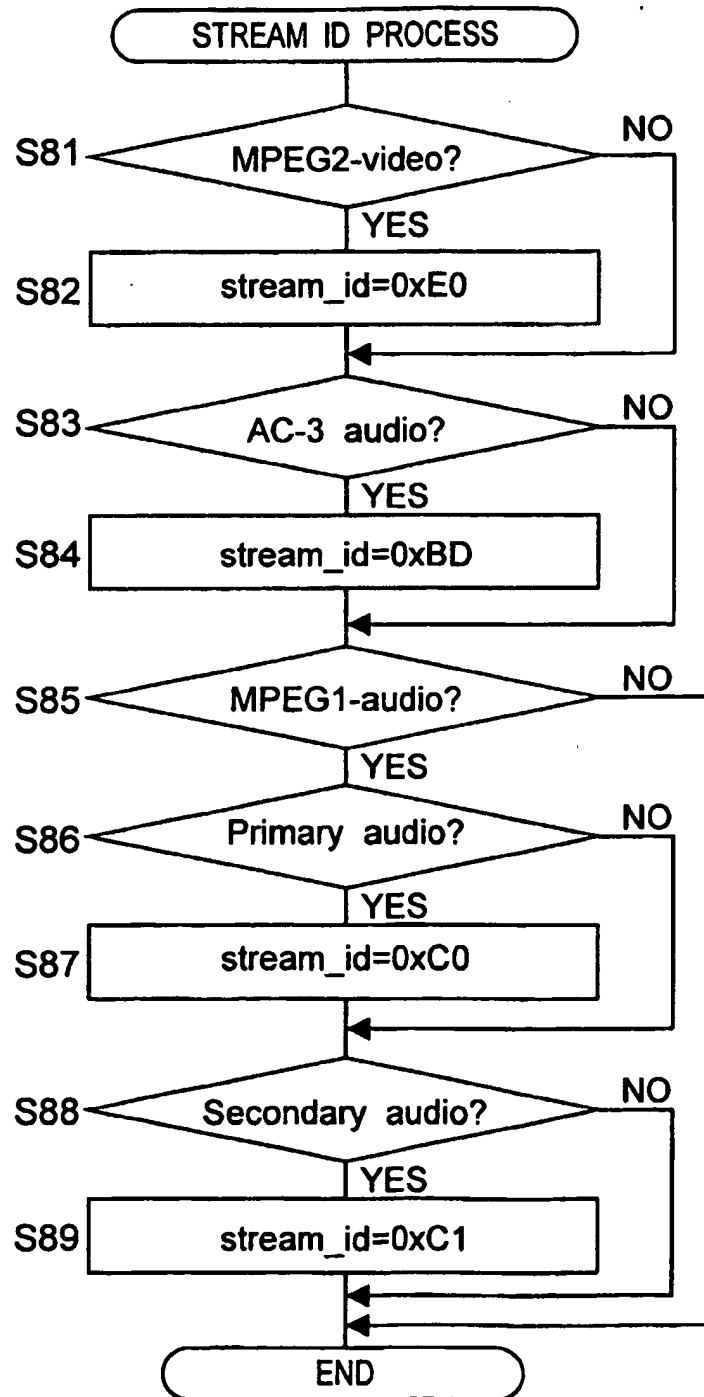 STREAM ID PROCESS
NO
S81
MPEG2-video?
YES
S82
stream_id=0xE0
NO
S83
AC-3 audio?
YES
S84
stream_id=0xBD
NO
S85
MPEG1-audio?
YES
NO
S86
Primary audio?
YES
S87
stream_id=0xC0
NO
S88
Secondary audio?
YES
S89
stream_id=0xC1
END